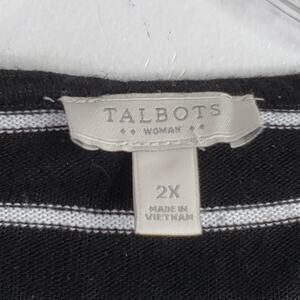 TALBOTS
WOMAN
2X
MADE IN
VIETNAM